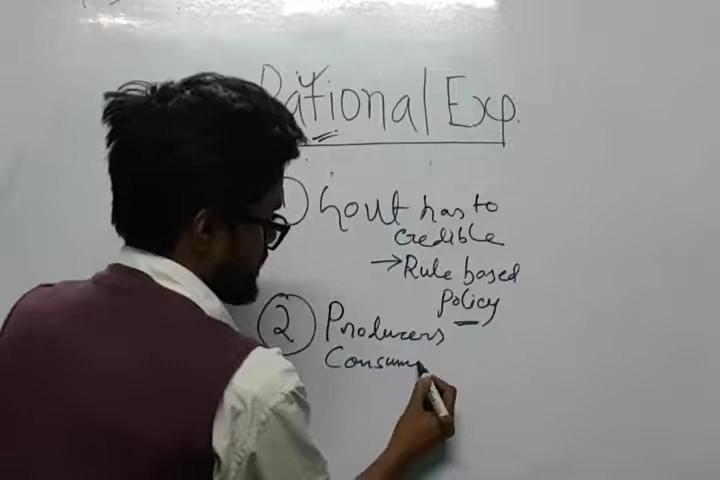 Rational Exp.
1) Govt has to
credible
→ Rule based
policy
2 Producers
Consum